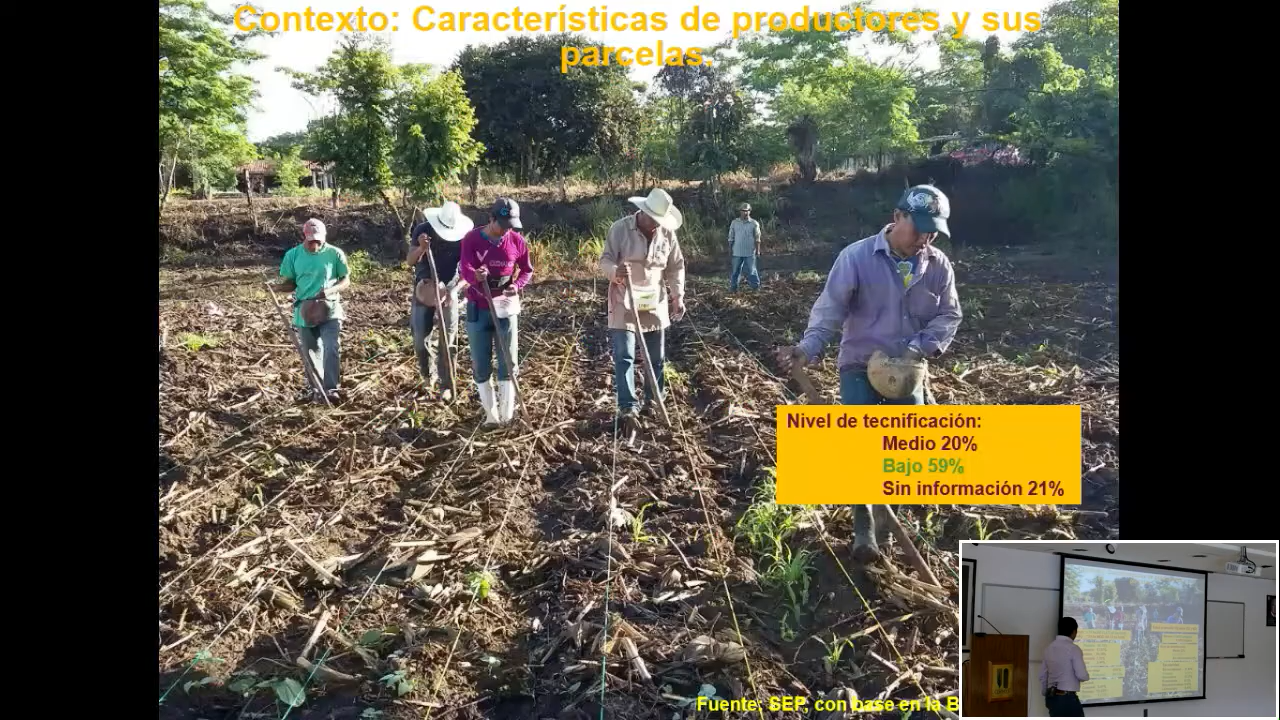 Contexto: Características de productores y sus
parcelas.
Nivel de tecnificación:
Medio 20%
Bajo 59%
Sin información 21%
Fuente: SEP, con base en la B